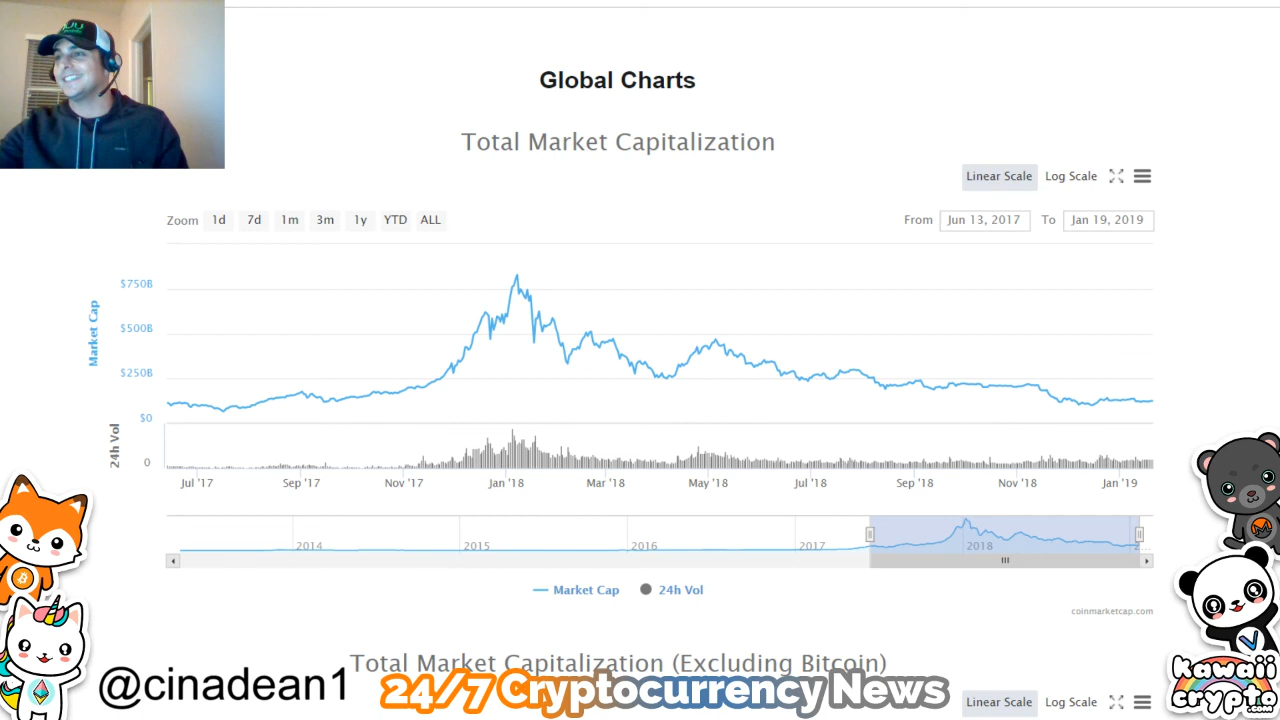 Global Charts
Total Market Capitalization
Linear Scale Log Scale
Zoom 1d 7d 1m 3m 1y YTD ALL From Jun 13, 2017 To Jan 19, 2019
Market Cap
$750B
$500B
$250B
$0
24h Vol
0
Jul '17 Sep '17 Nov '17 Jan '18 Mar '18 May '18 Jul '18 Sep '18 Nov '18 Jan '19
2014 2015 2016 2017 2018
Market Cap 24h Vol
coinmarketcap.com
Total Market Capitalization (Excluding Bitcoin)
@cinadean1
24/7 Cryptocurrency News
Linear Scale Log Scale
kawaii
crypto
.com